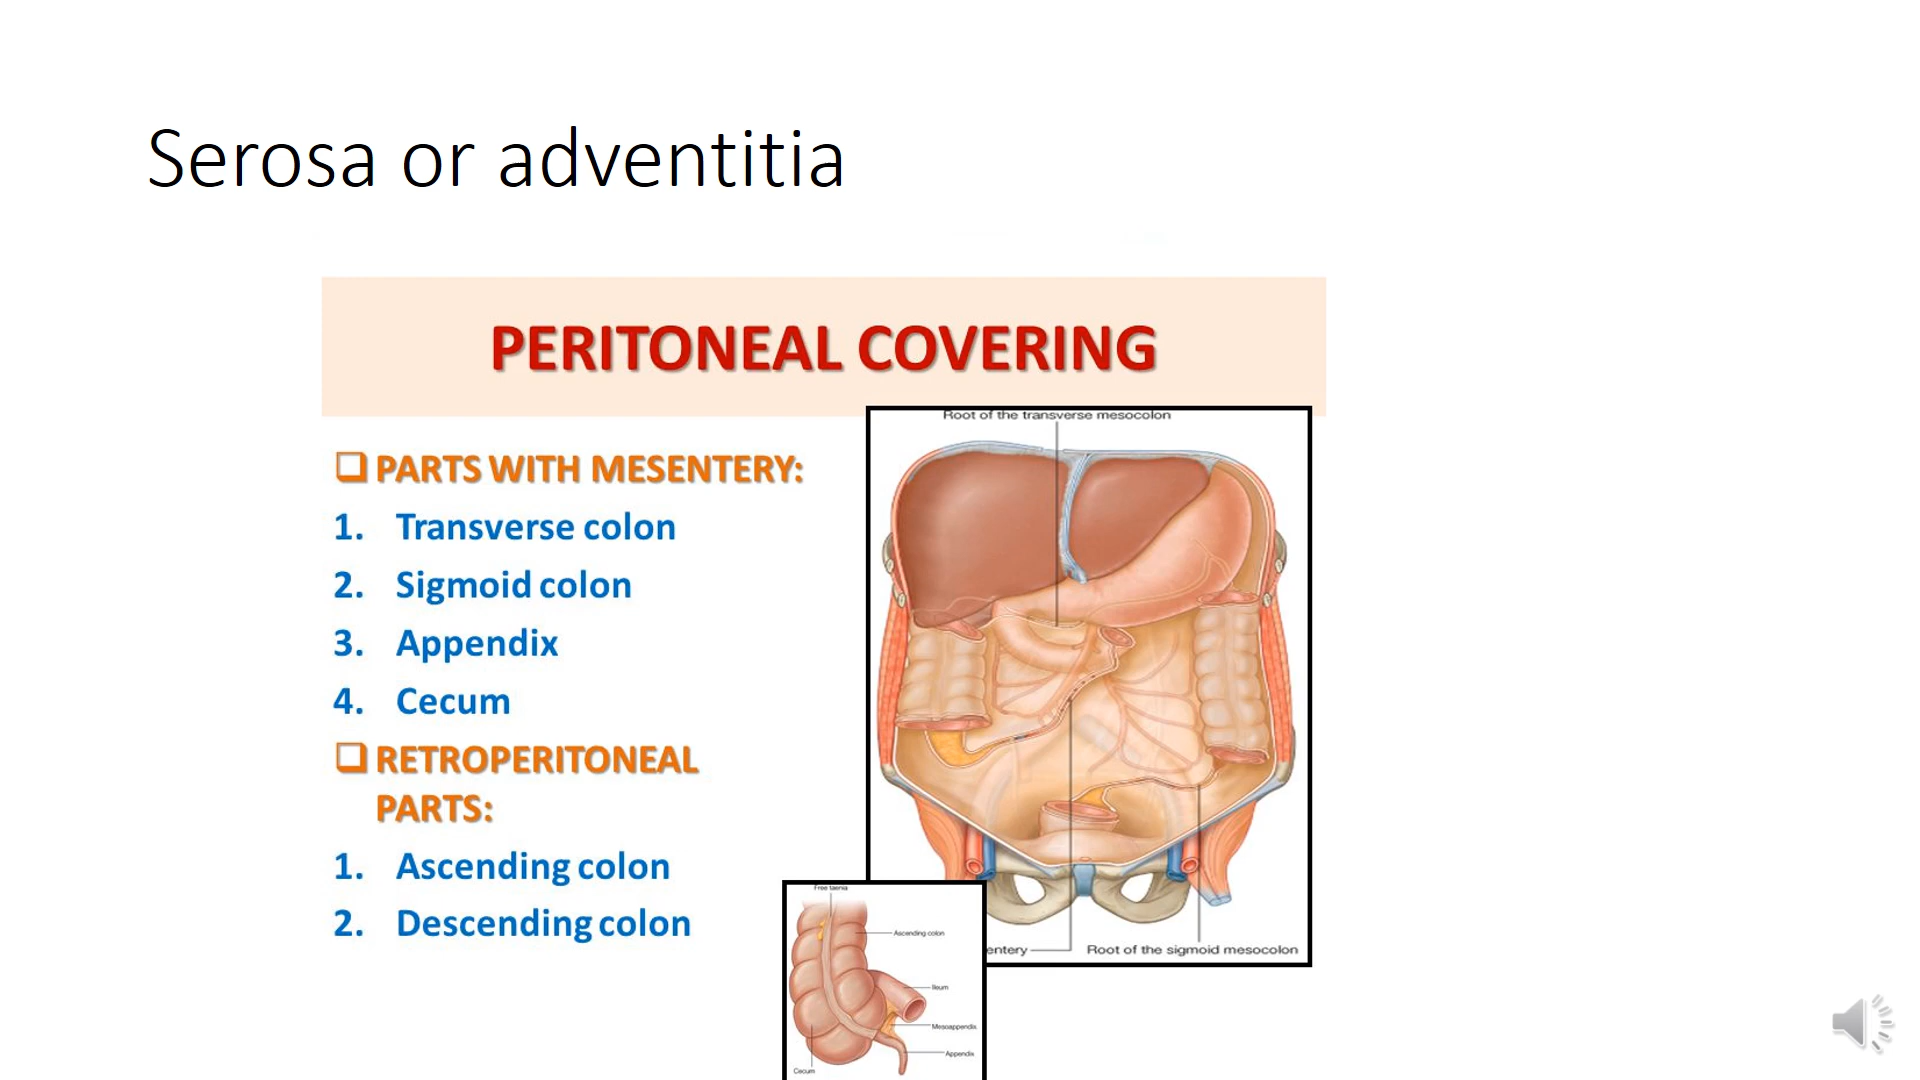 Serosa or adventitia
PERITONEAL COVERING
PARTS WITH MESENTERY:
1. Transverse colon
2. Sigmoid colon
3. Appendix
4. Cecum
RETROPERITONEAL
PARTS:
1. Ascending colon
2. Descending colon
Root of the transverse mesocolon
entery
Root of the sigmoid mesocolon
Free taenia
Ascending colon
Ileum
Mesoappendix
Appendix
Cecum